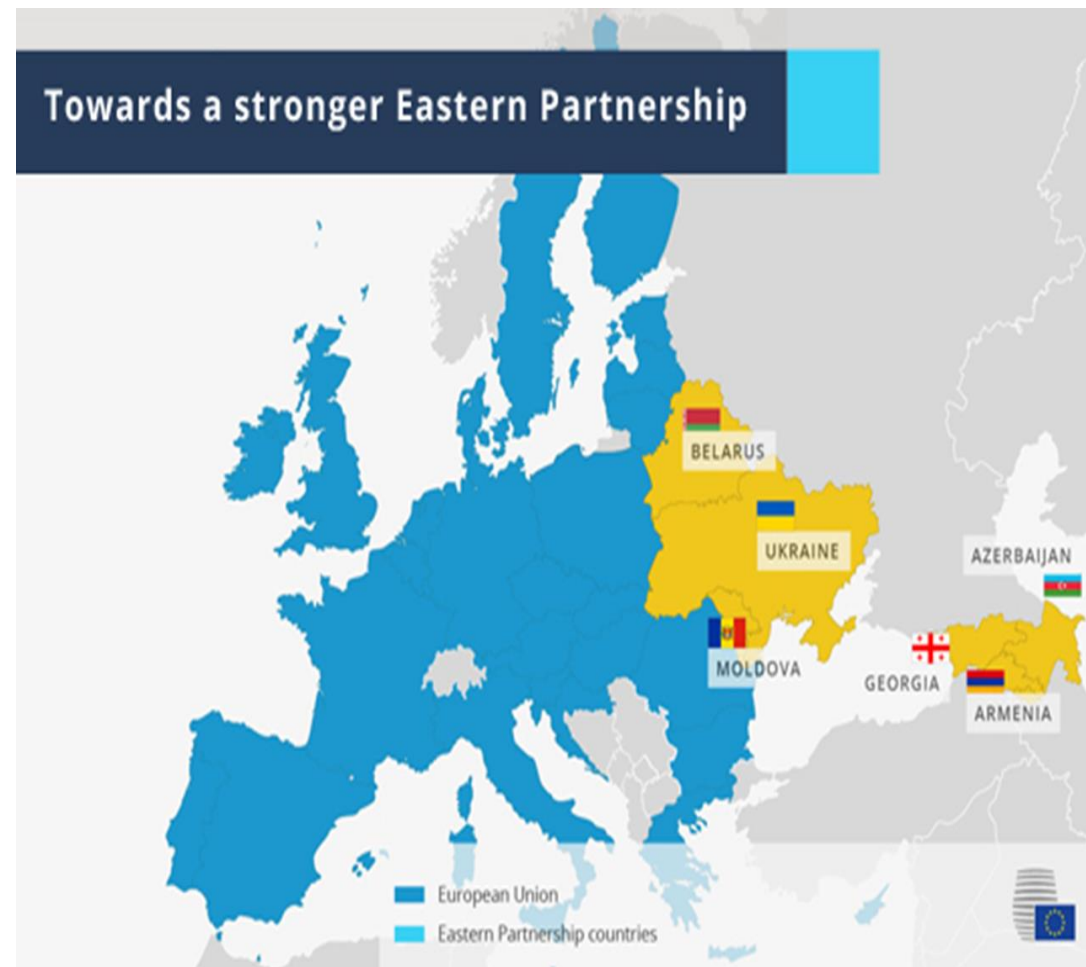 Towards a stronger Eastern Partnership
BELARUS
UKRAINE
AZERBAIJAN
MOLDOVA
GEORGIA
ARMENIA
European Union
Eastern Partnership countries